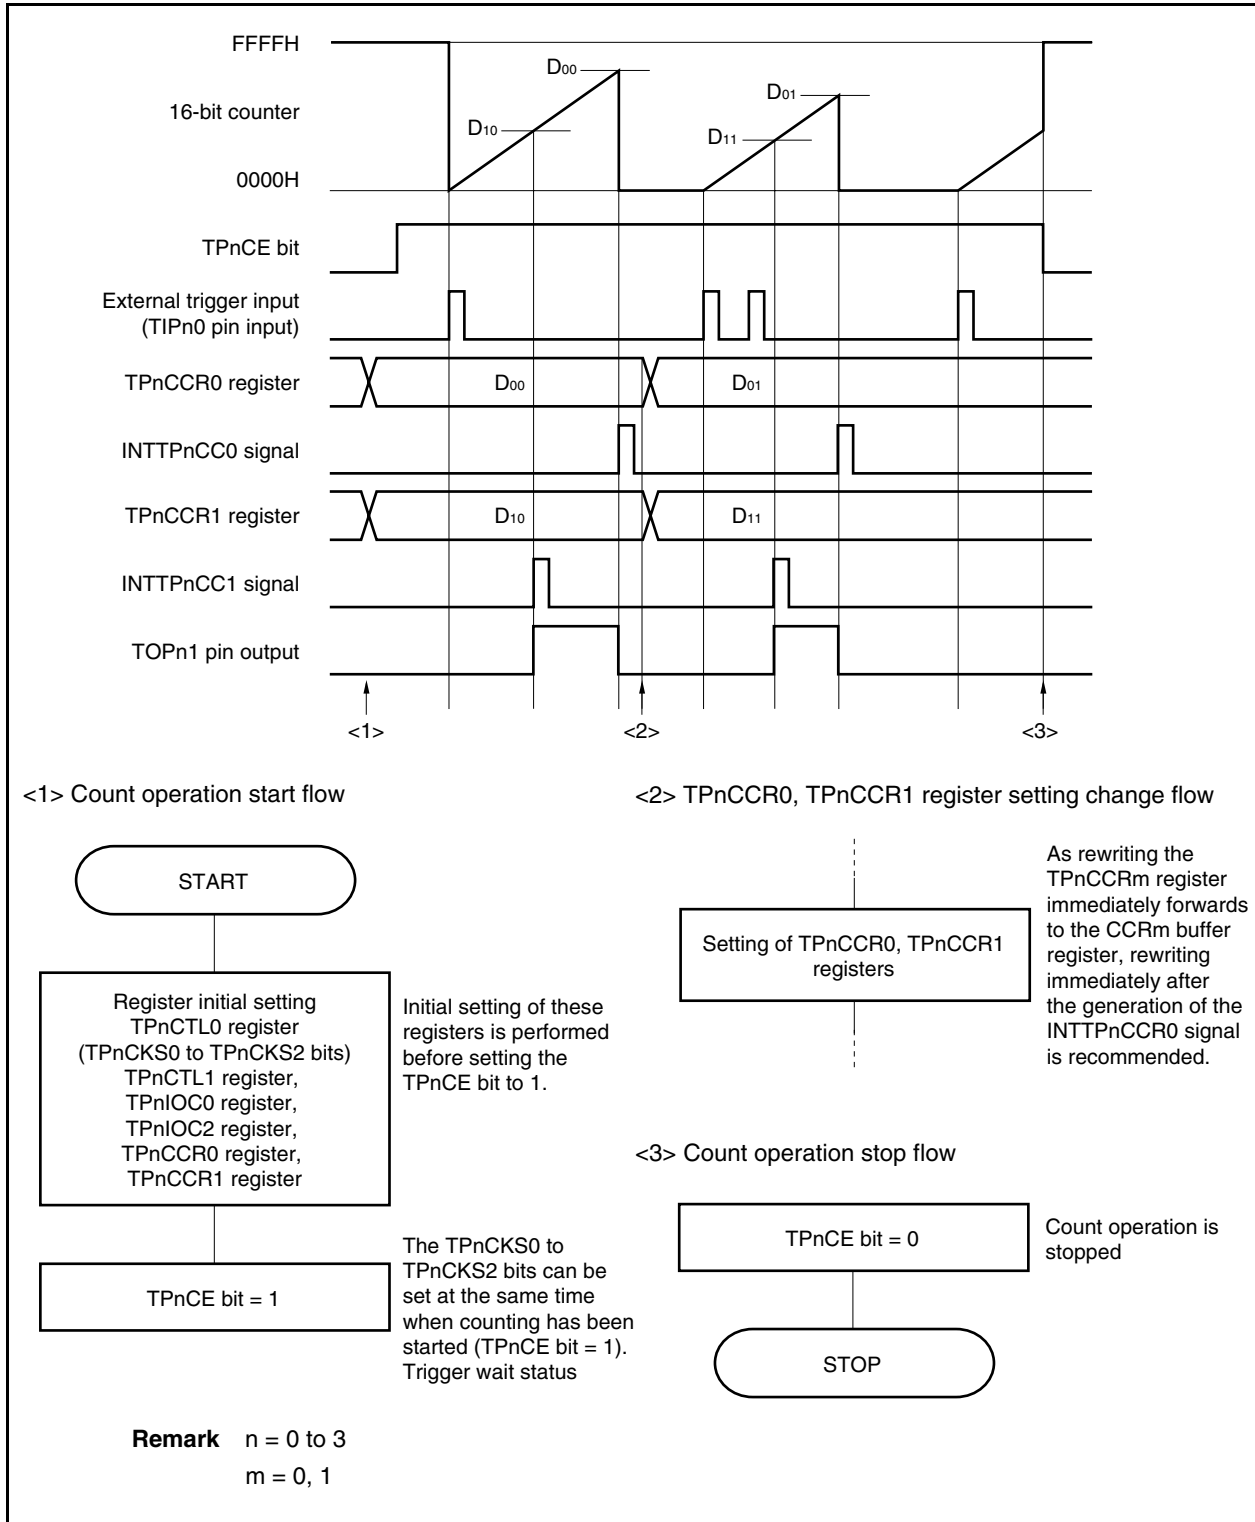 FFFFH
D00
D01
16-bit counter
D10
D11
0000H
TPnCE bit
External trigger input
(TIPn0 pin input)
TPnCCR0 register
D00
D01
INTTPnCC0 signal
TPnCCR1 register
D10
D11
INTTPnCC1 signal
TOPn1 pin output
<1>
<2>
<3>
<1> Count operation start flow
START
Register initial setting
TPnCTL0 register
(TPnCKS0 to TPnCKS2 bits)
TPnCTL1 register,
TPnIOC0 register,
TPnIOC2 register,
TPnCCR0 register,
TPnCCR1 register
Initial setting of these
registers is performed
before setting the
TPnCE bit to 1.
TPnCE bit = 1
The TPnCKS0 to
TPnCKS2 bits can be
set at the same time
when counting has been
started (TPnCE bit = 1).
Trigger wait status
<2> TPnCCR0, TPnCCR1 register setting change flow
Setting of TPnCCR0, TPnCCR1
registers
As rewriting the
TPnCCRm register
immediately forwards
to the CCRm buffer
register, rewriting
immediately after
the generation of the
INTTPnCCR0 signal
is recommended.
<3> Count operation stop flow
TPnCE bit = 0
Count operation is
stopped
STOP
Remark n = 0 to 3
m = 0, 1